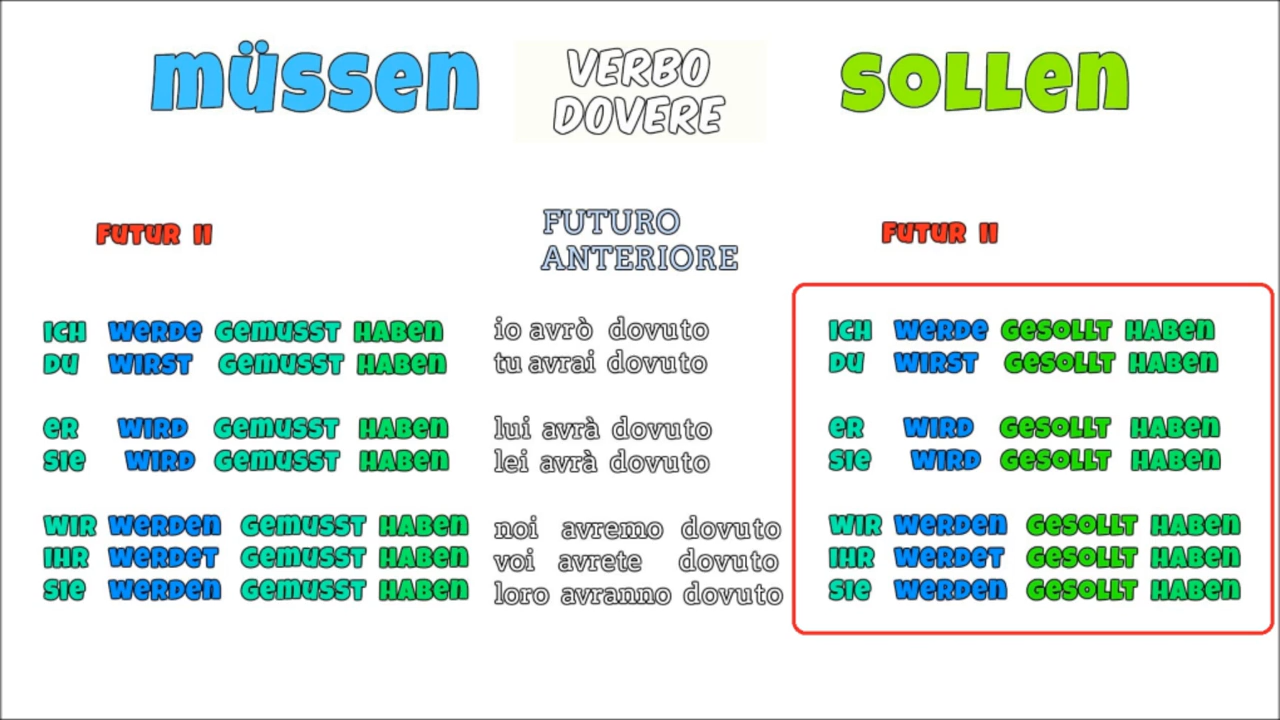 müssen
VERBO
DOVERE
sollen
FUTUR II
FUTURO
ANTERIORE
FUTUR II
ICH WERDE GEMUSST HABEN
DU WIRST GEMUSST HABEN
ER WIRD GEMUSST HABEN
SIE WIRD GEMUSST HABEN
WIR WERDEN GEMUSST HABEN
IHR WERDET GEMUSST HABEN
SIE WERDEN GEMUSST HABEN
io avrò dovuto
tu avrai dovuto
lui avrà dovuto
lei avrà dovuto
noi avremo dovuto
voi avrete dovuto
loro avranno dovuto
ICH WERDE GESOLLT HABEN
DU WIRST GESOLLT HABEN
ER WIRD GESOLLT HABEN
SIE WIRD GESOLLT HABEN
WIR WERDEN GESOLLT HABEN
IHR WERDET GESOLLT HABEN
SIE WERDEN GESOLLT HABEN